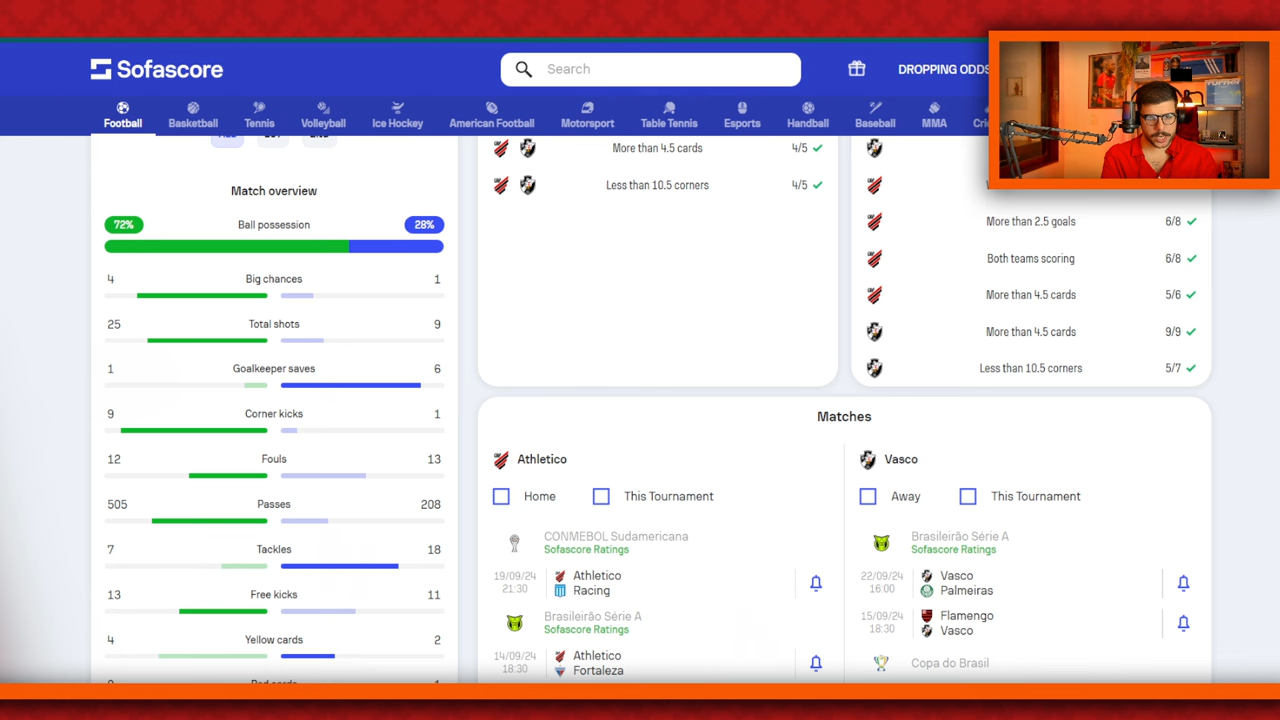 Sofascore
Search
DROPPING ODDS
Football
Basketball
Tennis
Volleyball
Ice Hockey
American Football
Motorsport
Table Tennis
Esports
Handball
Baseball
MMA
Match overview
72%
Ball possession
28%
4
Big chances
1
25
Total shots
9
1
Goalkeeper saves
6
9
Corner kicks
1
12
Fouls
13
505
Passes
208
7
Tackles
18
13
Free kicks
11
4
Yellow cards
2
More than 4.5 cards
4/5
Less than 10.5 corners
4/5
More than 2.5 goals
6/8
Both teams scoring
6/8
More than 4.5 cards
5/6
More than 4.5 cards
9/9
Less than 10.5 corners
5/7
Matches
Athletico
Home
This Tournament
CONMEBOL Sudamericana
Sofascore Ratings
19/09/24
21:30
Athletico
Racing
Brasileirão Série A
Sofascore Ratings
14/09/24
18:30
Athletico
Fortaleza
Vasco
Away
This Tournament
Brasileirão Série A
Sofascore Ratings
22/09/24
16:00
Vasco
Palmeiras
15/09/24
18:30
Flamengo
Vasco
Copa do Brasil